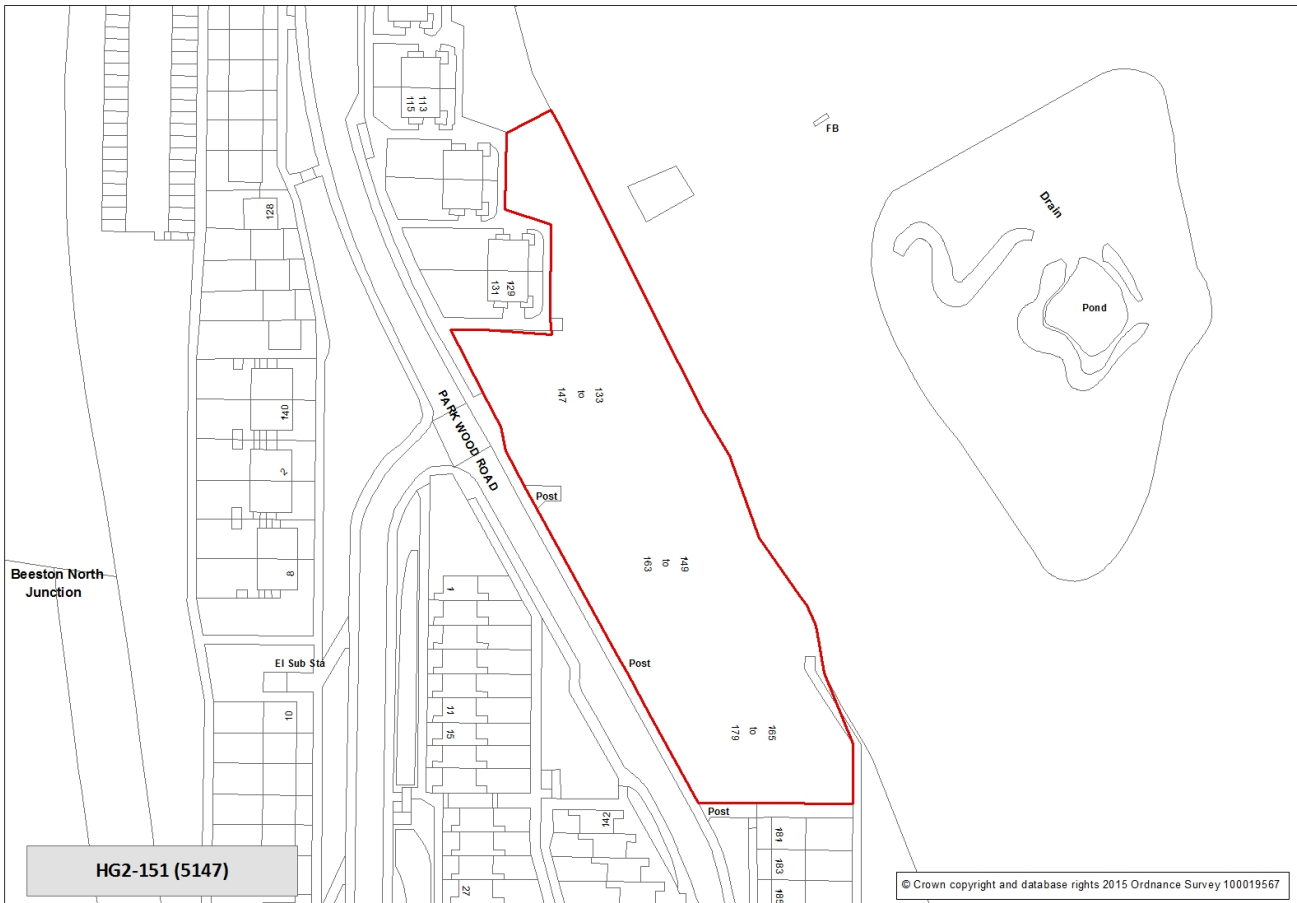 115
113
FB
Drain
128
Pond
131
129
147 to 133
140
PARK WOOD ROAD
2
Post
163 to 149
Beeston North
Junction
8
1
El Sub Sta
Post
10
11
15
179 to 165
Post
142
181
183
185
27
HG2-151 (5147)
© Crown copyright and database rights 2015 Ordnance Survey 100019567